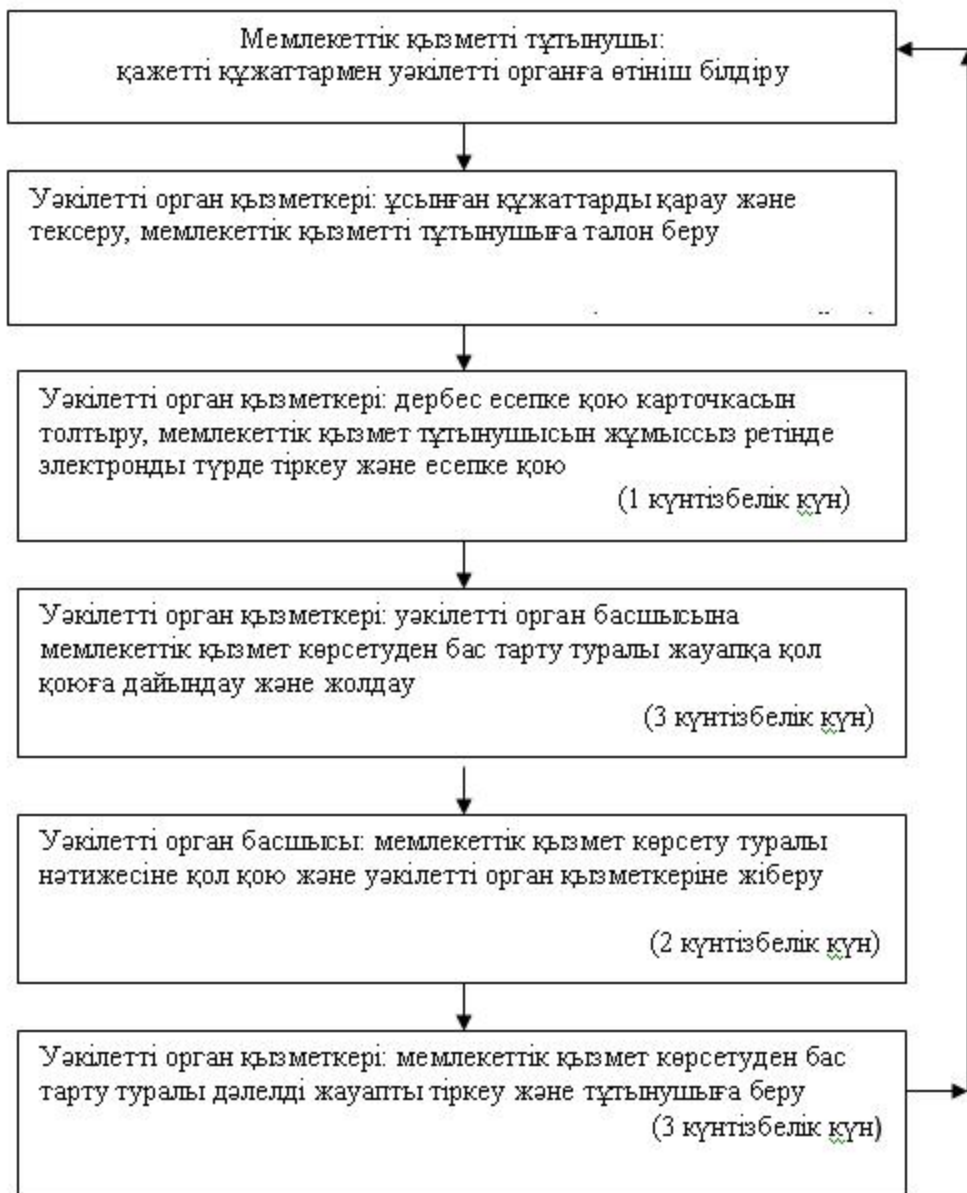 Мемлекеттік қызметті тұтынушы:
қажетті құжаттармен уәкілетті органға өтініш білдіру
Уәкілетті орган қызметкері: ұсынған құжаттарды қарау және
тексеру, мемлекеттік қызметті тұтынушыға талон беру
Уәкілетті орган қызметкері: дербес есепке қою карточкасын
толтыру, мемлекеттік қызмет тұтынушысын жұмыссыз ретінде
электронды түрде тіркеу және есепке қою
(1 күнтізбелік күн)
Уәкілетті орган қызметкері: уәкілетті орган басшысына
мемлекеттік қызмет көрсетуден бас тарту туралы жауапқа қол
қоюға дайындау және жолдау
(3 күнтізбелік күн)
Уәкілетті орган басшысы: мемлекеттік қызмет көрсету туралы
нәтижесіне қол қою және уәкілетті орган қызметкеріне жіберу
(2 күнтізбелік күн)
Уәкілетті орган қызметкері: мемлекеттік қызмет көрсетуден бас
тарту туралы дәлелді жауапты тіркеу және тұтынушыға беру
(3 күнтізбелік күн)